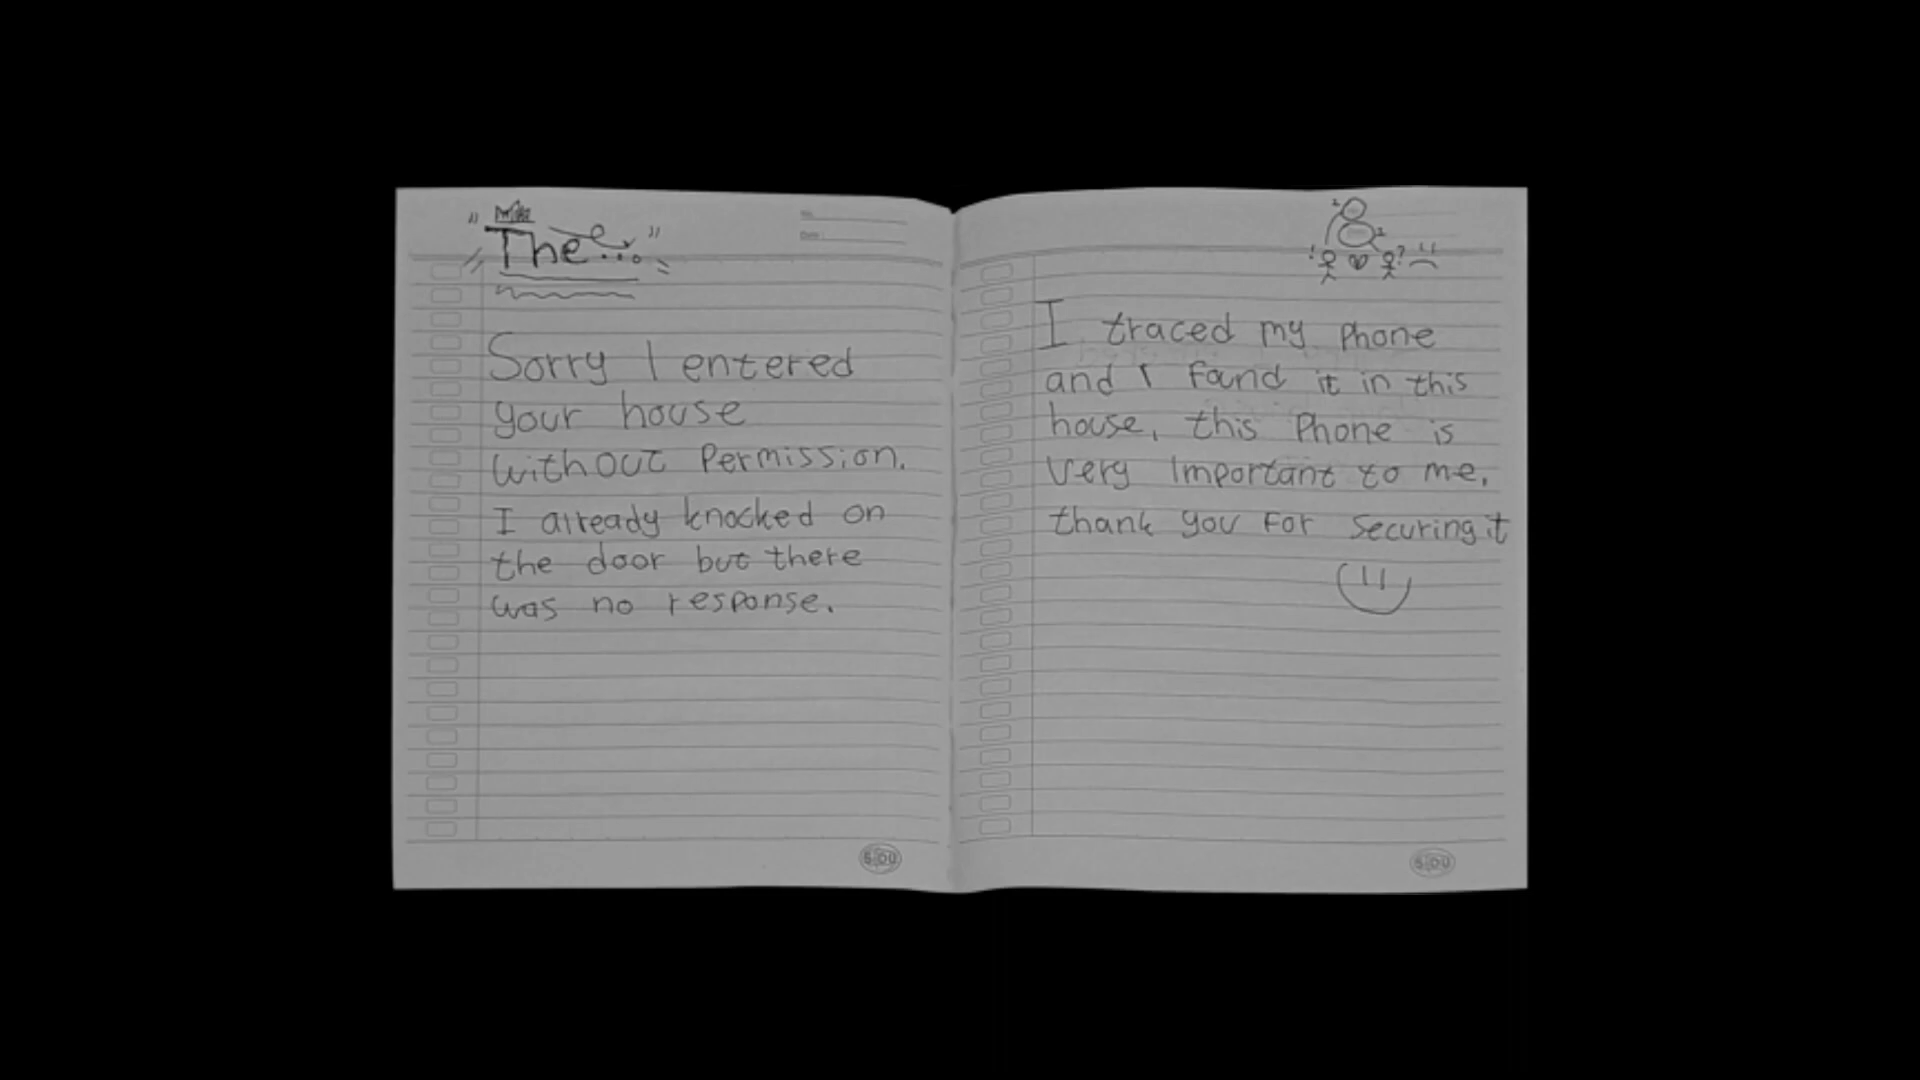 "The..."
Sorry I entered
your house
without Permission.
I already knocked on
the door but there
was no response.
I traced my Phone
and I Found it in this
house, this Phone is
Very Important to me,
thank you For Securing it